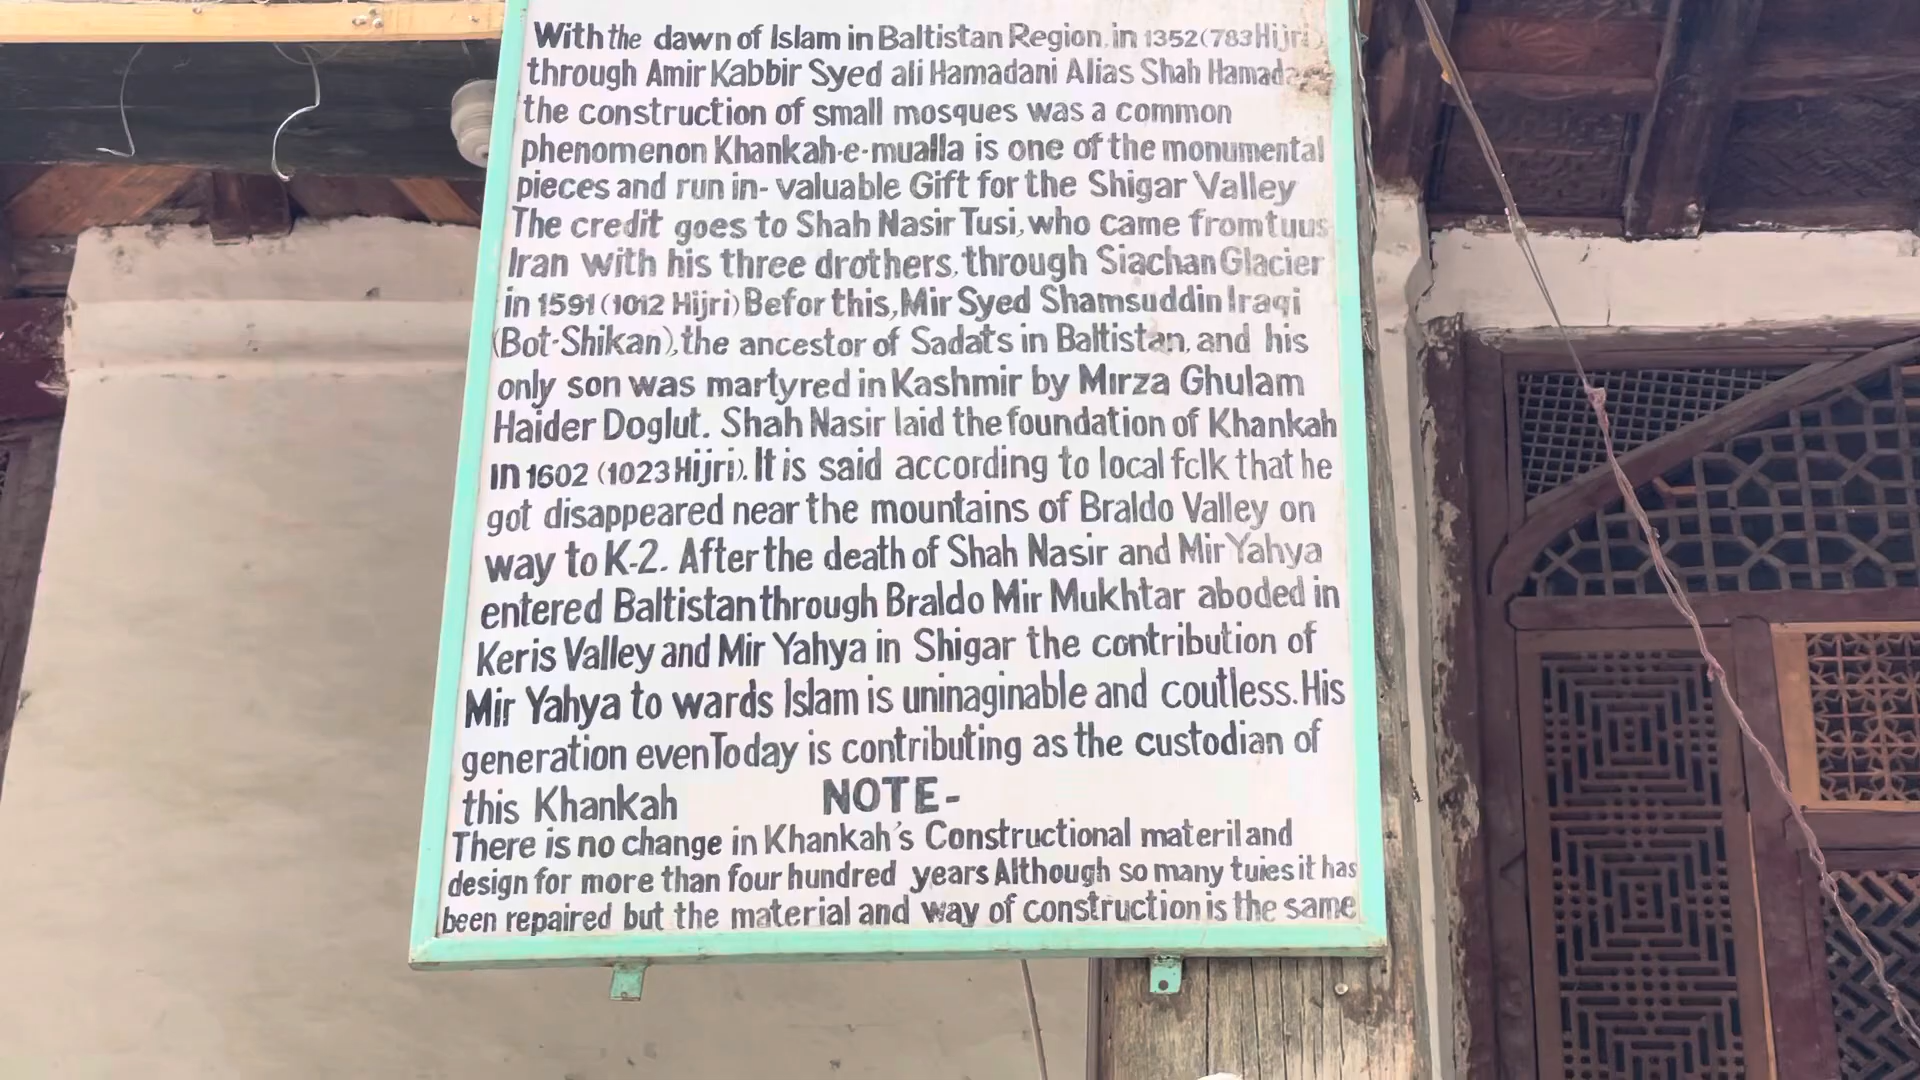 With the dawn of Islam in Baltistan Region, in 1352 (783 Hijri)
through Amir Kabbir Syed ali Hamadani Alias Shah Hamada
the construction of small mosques was a common
phenomenon Khankah-e-mualla is one of the monumental
pieces and run in- valuable Gift for the Shigar Valley
The credit goes to Shah Nasir Tusi, who came from tuus
Iran with his three drothers, through Siachan Glacier
in 1591 (1012 Hijri) Befor this, Mir Syed Shamsuddin Iraqi
(Bot-Shikan), the ancestor of Sadats in Baltistan, and his
only son was martyred in Kashmir by Mirza Ghulam
Haider Doglut. Shah Nasir laid the foundation of Khankah
in 1602 (1023 Hijri). It is said according to local fclk that he
got disappeared near the mountains of Braldo Valley on
way to K-2. After the death of Shah Nasir and Mir Yahya
entered Baltistan through Braldo Mir Mukhtar aboded in
Keris Valley and Mir Yahya in Shigar the contribution of
Mir Yahya to wards Islam is uninaginable and coutless. His
generation even Today is contributing as the custodian of
this Khankah NOTE-
There is no change in Khankah's Constructional materil and
design for more than four hundred years Although so many tuies it has
been repaired but the material and way of construction is the same